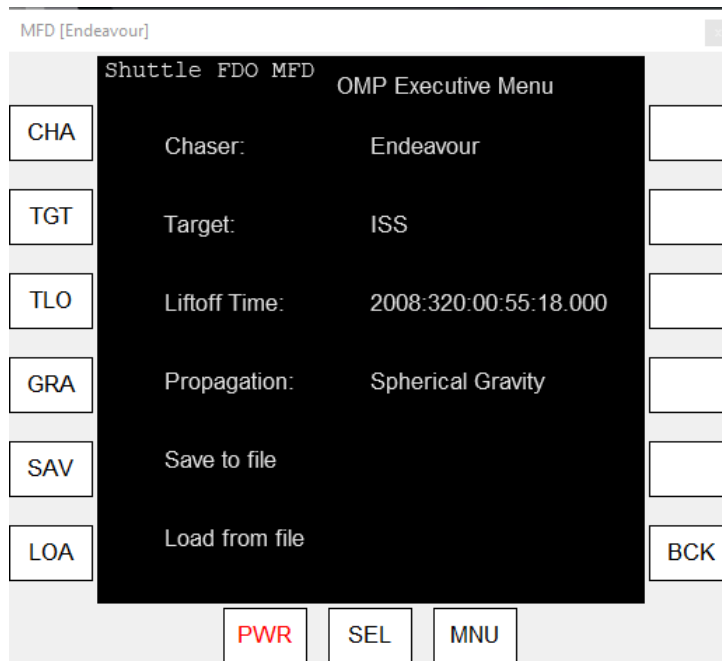 MFD [Endeavour]
Shuttle FDO MFD
OMP Executive Menu
CHA
Chaser:
Endeavour
TGT
Target:
ISS
TLO
Liftoff Time:
2008:320:00:55:18.000
GRA
Propagation:
Spherical Gravity
SAV
Save to file
LOA
Load from file
BCK
PWR
SEL
MNU